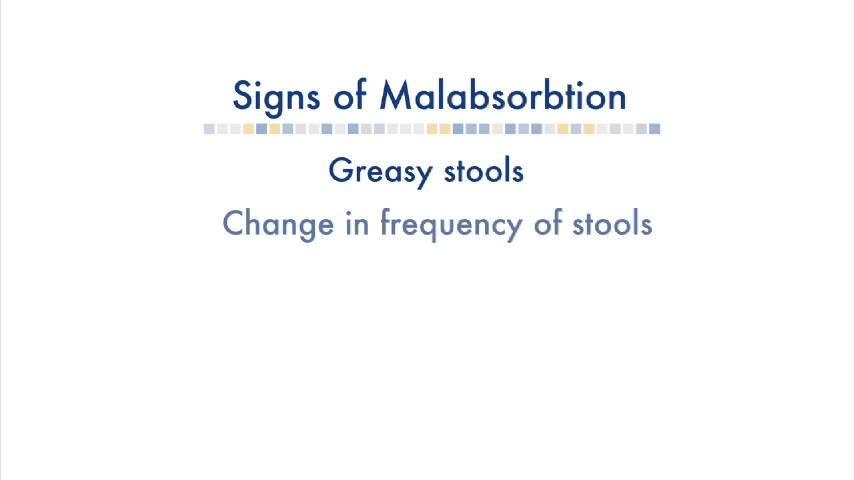 Signs of Malabsorbtion
Greasy stools
Change in frequency of stools